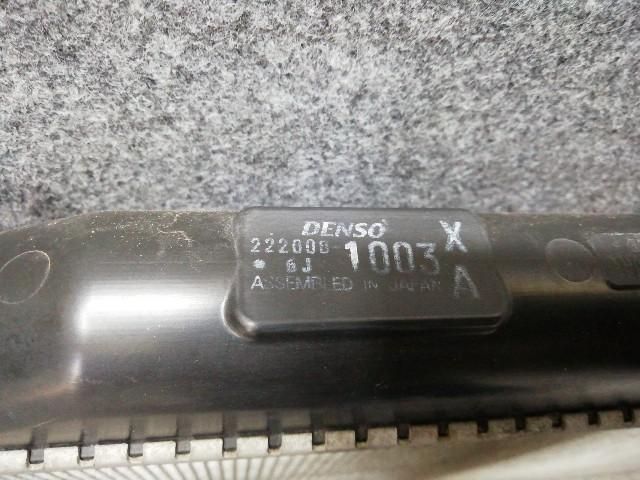 DENSO
222000-1003 X
• 6J
ASSEMBLED IN JAPAN A